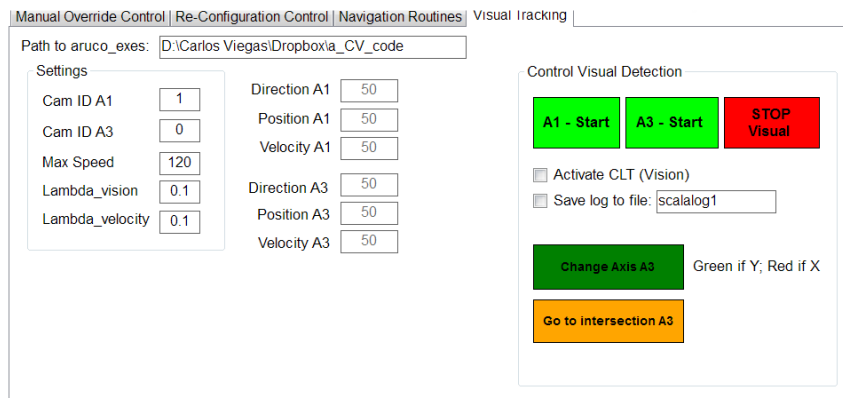 Manual Override Control Re-Configuration Control Navigation Routines Visual Tracking
Path to aruco_exes: D:\Carlos Viegas\Dropbox\a_CV_code
Settings
Cam ID A1 1
Cam ID A3 0
Max Speed 120
Lambda_vision 0.1
Lambda_velocity 0.1
Direction A1 50
Position A1 50
Velocity A1 50
Direction A3 50
Position A3 50
Velocity A3 50
Control Visual Detection
A1 - Start A3 - Start STOP
Visual
Activate CLT (Vision)
Save log to file: scalalog1
Change Axis A3 Green if Y; Red if X
Go to intersection A3